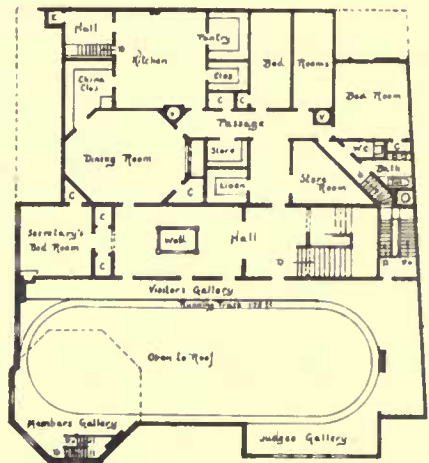 E
Hall
D
Kitchen
Pantry
Clos
C
C
Bed
Rooms
China
Clos
Bed Room
V
Passage
V
W.C
C
Bath
Dining Room
Store
Linen
Store
Room
C
C
Secretary's
Bed Room
C
C
Well
Hall
D
Visitors Gallery
Running Track
Open to Roof
Members Gallery
Judges Gallery